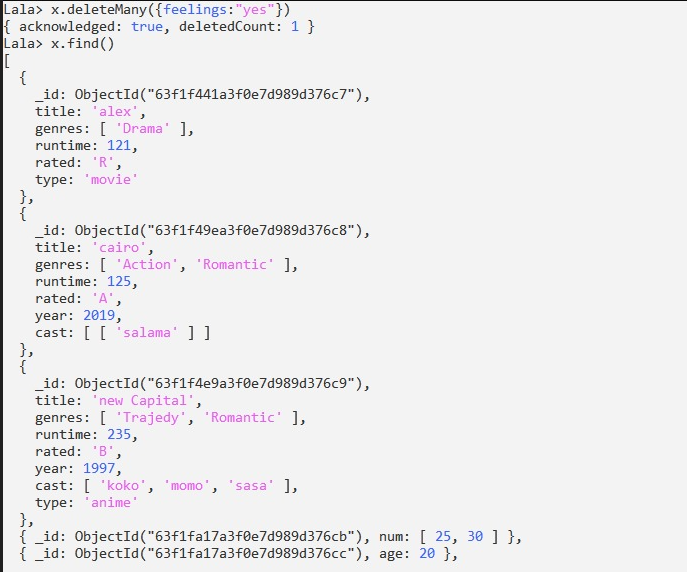 Lala> x.deleteMany({feelings:"yes"})
{ acknowledged: true, deletedCount: 1 }
Lala> x.find()
[
  {
    _id: ObjectId("63f1f441a3f0e7d989d376c7"),
    title: 'alex',
    genres: [ 'Drama' ],
    runtime: 121,
    rated: 'R',
    type: 'movie'
  },
  {
    _id: ObjectId("63f1f49ea3f0e7d989d376c8"),
    title: 'cairo',
    genres: [ 'Action', 'Romantic' ],
    runtime: 125,
    rated: 'A',
    year: 2019,
    cast: [ [ 'salama' ] ]
  },
  {
    _id: ObjectId("63f1f4e9a3f0e7d989d376c9"),
    title: 'new Capital',
    genres: [ 'Trajedy', 'Romantic' ],
    runtime: 235,
    rated: 'B',
    year: 1997,
    cast: [ 'koko', 'momo', 'sasa' ],
    type: 'anime'
  },
  { _id: ObjectId("63f1fa17a3f0e7d989d376cb"), num: [ 25, 30 ] },
  { _id: ObjectId("63f1fa17a3f0e7d989d376cc"), age: 20 },